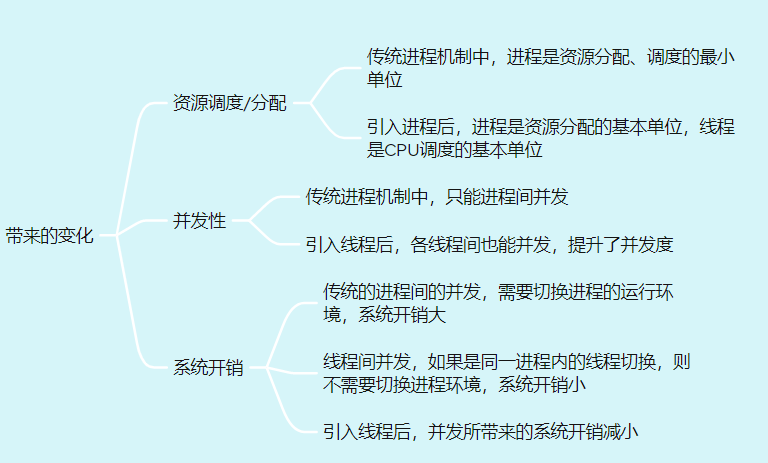 带来的变化
资源调度/分配
传统进程机制中，进程是资源分配、调度的最小
单位
引入进程后，进程是资源分配的基本单位，线程
是CPU调度的基本单位
并发性
传统进程机制中，只能进程间并发
引入线程后，各线程间也能并发，提升了并发度
系统开销
传统的进程间的并发，需要切换进程的运行环
境，系统开销大
线程间并发，如果是同一进程内的线程切换，则
不需要切换进程环境，系统开销小
引入线程后，并发所带来的系统开销减小